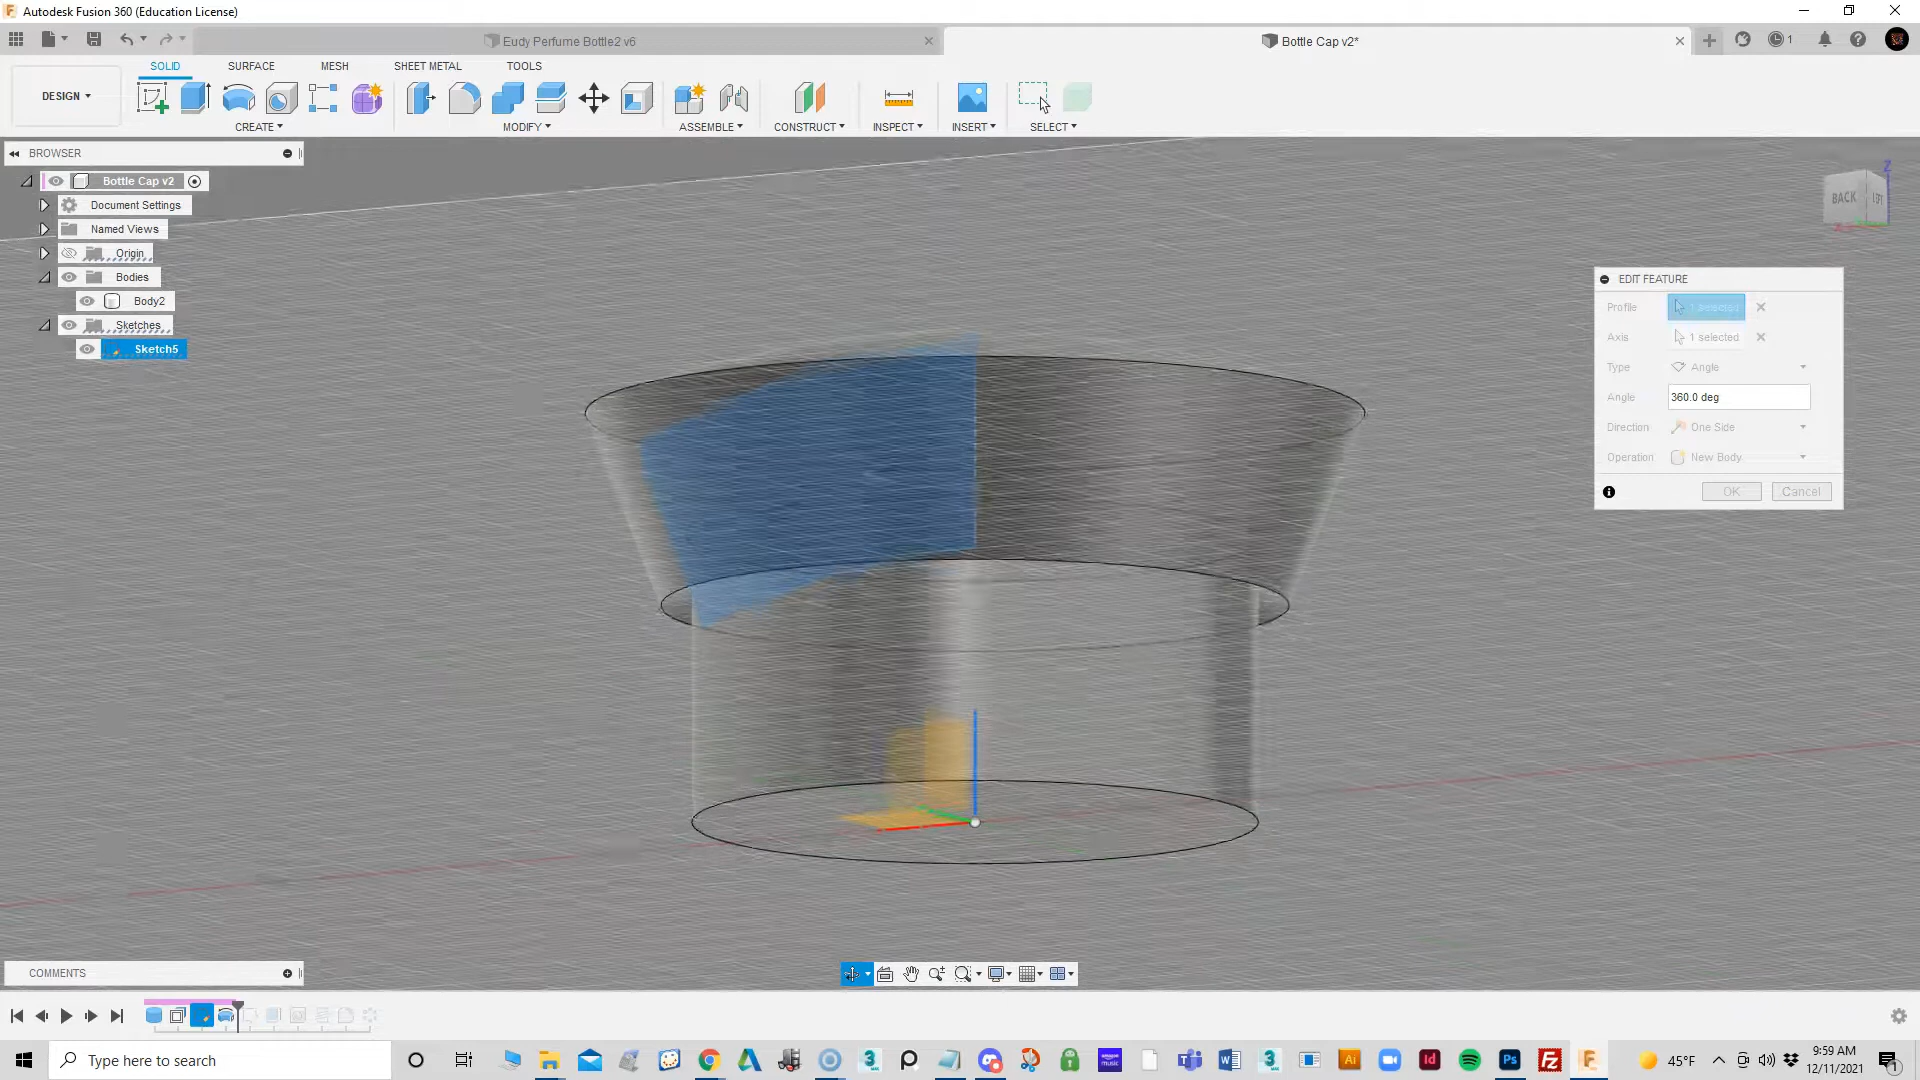 Autodesk Fusion 360 (Education License)
Eudy Perfume Bottle2 v6
Bottle Cap v2*
1
SOLID SURFACE MESH SHEET METAL TOOLS
DESIGN
CREATE MODIFY ASSEMBLE CONSTRUCT INSPECT INSERT SELECT
BROWSER
Bottle Cap v2
Document Settings
Named Views
Origin
Bodies
Body2
Sketches
Sketch5
BACK
Z
X
EDIT FEATURE
Profile 1 selected
Axis 1 selected
Type Angle
Angle 360.0 deg
Direction One Side
Operation New Body
OK Cancel
COMMENTS
Type here to search
45°F
9:59 AM
12/11/2021